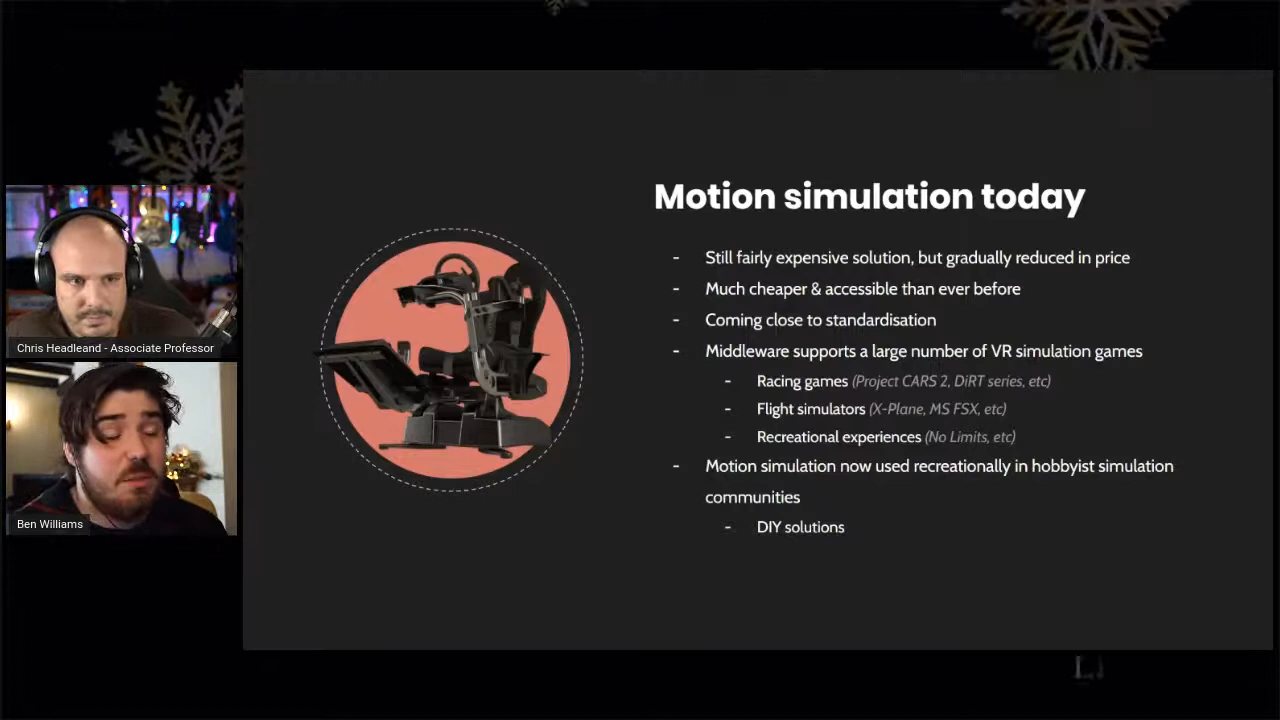 Motion simulation today
- Still fairly expensive solution, but gradually reduced in price
- Much cheaper & accessible than ever before
- Coming close to standardisation
- Middleware supports a large number of VR simulation games
- Racing games (Project CARS 2, DiRT series, etc)
- Flight simulators (X-Plane, MS FSX, etc)
- Recreational experiences (No Limits, etc)
- Motion simulation now used recreationally in hobbyist simulation
communities
- DIY solutions
Chris Headleand - Associate Professor
Ben Williams